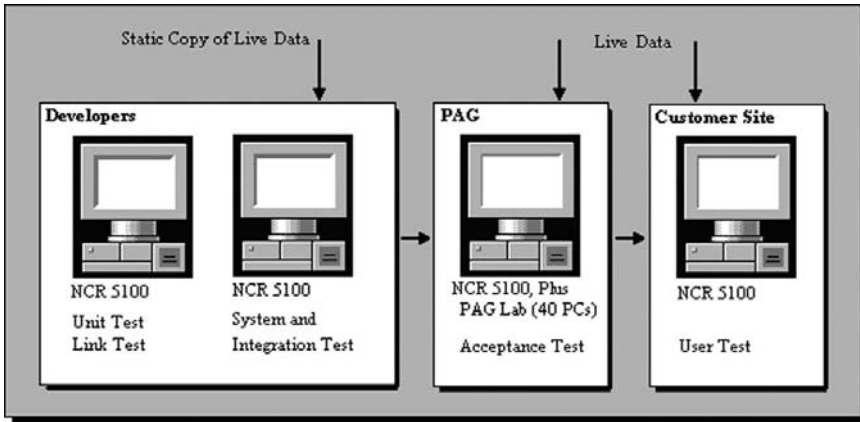 Static Copy of Live Data
Live Data
Developers
NCR 5100
Unit Test
Link Test
NCR 5100
System and
Integration Test
PAG
NCR 5100, Plus
PAG Lab (40 PCs)
Acceptance Test
Customer Site
NCR 5100
User Test